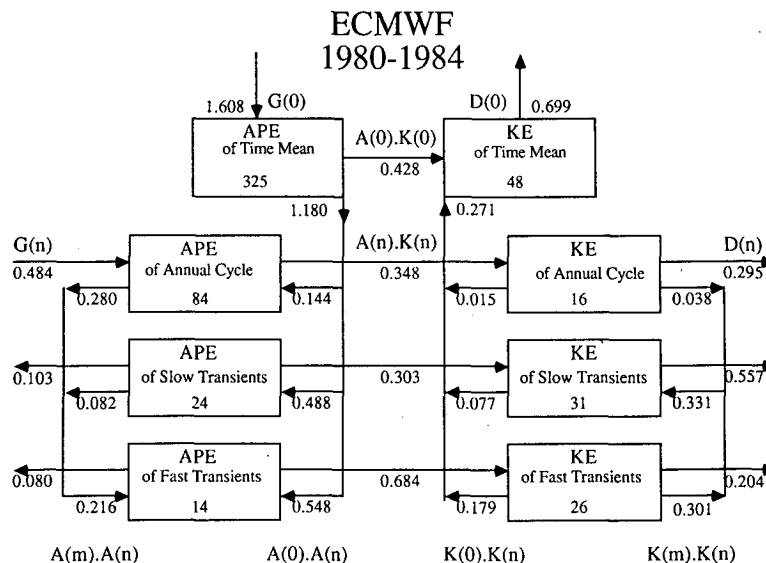 ECMWF
1980-1984
1.608 G(0)
D(0) 0.699
APE
of Time Mean
325
A(0).K(0)
0.428
KE
of Time Mean
48
1.180
0.271
G(n)
0.484
APE
of Annual Cycle
84
A(n).K(n)
0.348
KE
of Annual Cycle
16
D(n)
0.295
0.280
0.144
0.015
0.038
APE
of Slow Transients
24
0.303
KE
of Slow Transients
31
0.557
0.103
0.082
0.488
0.077
0.331
APE
of Fast Transients
14
0.684
KE
of Fast Transients
26
0.204
0.080
0.216
0.548
0.179
0.301
A(m).A(n)
A(0).A(n)
K(0).K(n)
K(m).K(n)